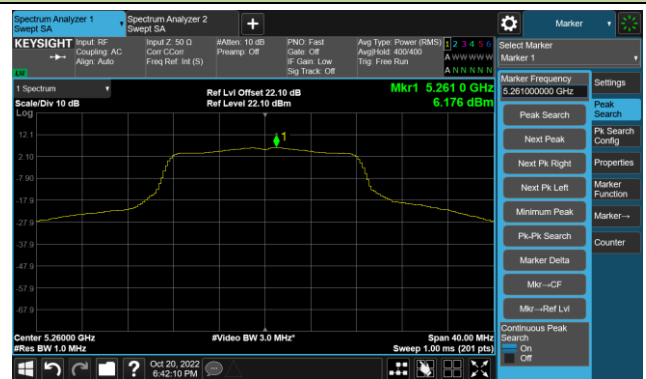 Spectrum Analyzer 1
Swept SA
Spectrum Analyzer 2
Swept SA
+
Marker
KEYSIGHT
Input: RF
Coupling: AC
Align: Auto
Input Z: 50 Ω
Corr CCorr
Freq Ref: Int (S)
#Atten: 10 dB
Preamp: Off
PNO: Fast
Gate: Off
IF Gain: Low
Sig Track: Off
Avg Type: Power (RMS)
Avg|Hold: 400/400
Trig: Free Run
1 2 3 4 5 6
A W W W W W
A N N N N N
Select Marker
Marker 1
LW
1 Spectrum
Scale/Div 10 dB
Log
Ref Lvl Offset 22.10 dB
Ref Level 22.10 dBm
Mkr1 5.261 0 GHz
6.176 dBm
1
12.1
2.10
-7.90
-17.9
-27.9
-37.9
-47.9
-57.9
-67.9
Center 5.26000 GHz
#Res BW 1.0 MHz
#Video BW 3.0 MHz*
Span 40.00 MHz
Sweep 1.00 ms (201 pts)
Marker Frequency
5.261000000 GHz
Peak Search
Next Peak
Next Pk Right
Next Pk Left
Minimum Peak
Pk-Pk Search
Marker Delta
Mkr→CF
Mkr→Ref Lvl
Continuous Peak
Search
On
Off
Settings
Peak
Search
Pk Search
Config
Properties
Marker
Function
Marker→
Counter
?
Oct 20, 2022
6:42:10 PM